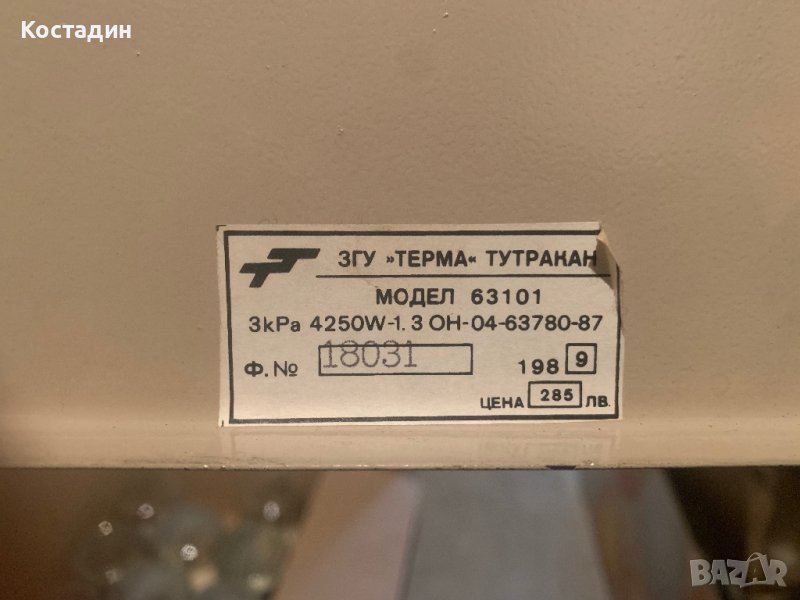 Костадин
ЗГУ »ТЕРМА« ТУТРАКАН
МОДЕЛ 63101
3kPa 4250W-1.3 ОН-04-63780-87
Ф.№ 18031 198 9
ЦЕНА 285 ЛВ.
BAZAR